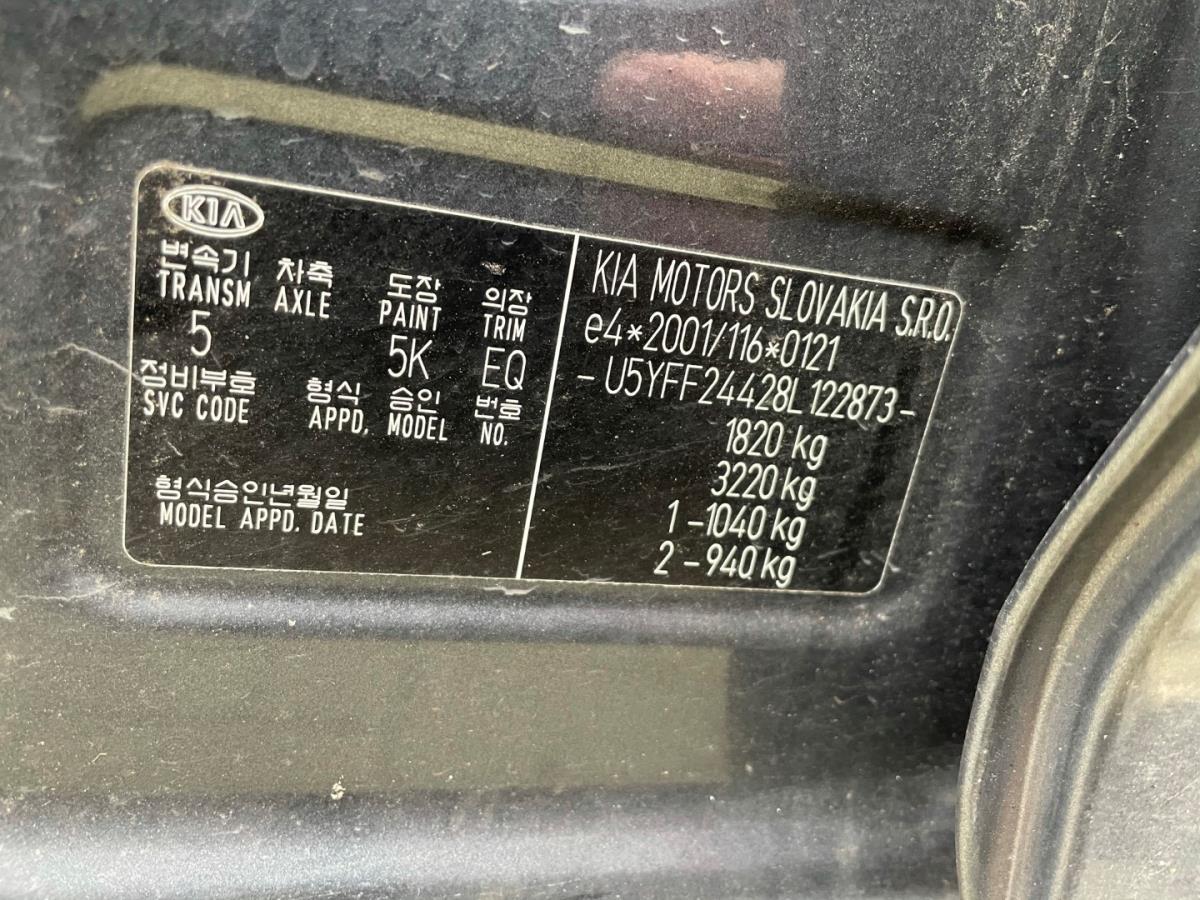 KIA
변속기 차축 도장 의장
TRANSM AXLE PAINT TRIM
5 5K EQ
정비부호 형식 승인 번호
SVC CODE APPD, MODEL NO.
형식승인년월일
MODEL APPD. DATE
KIA MOTORS SLOVAKIA S.R.O.
e4*2001/116*0121
-U5YFF24428L122873-
1820 kg
3220 kg
1 -1040 kg
2 -940 kg